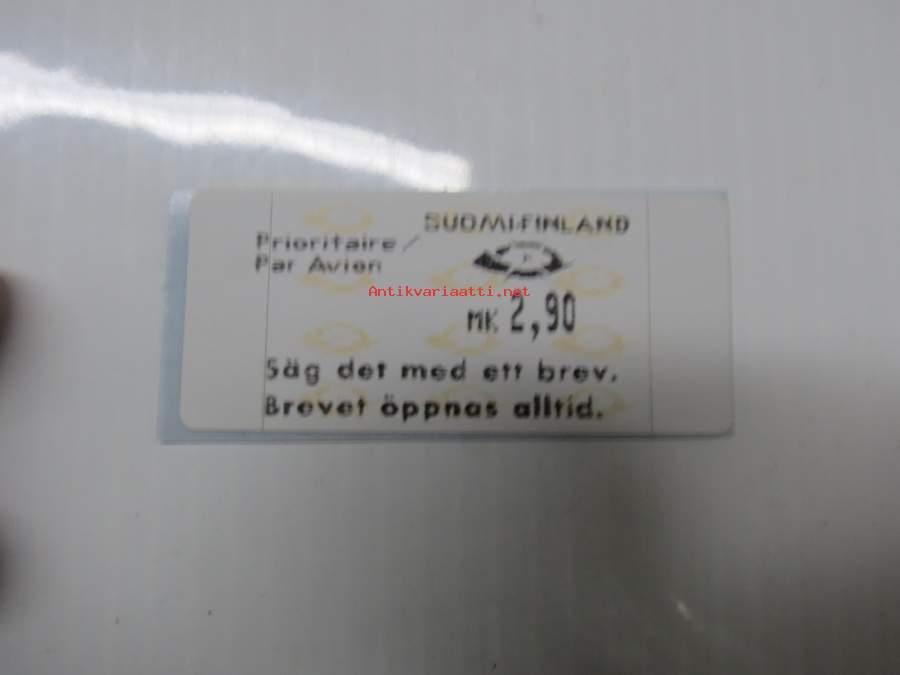 SUOMI-FINLAND
Prioritaire /
Par Avion
Antikvariaatti.net
MK 2,90
Säg det med ett brev.
Brevet öppnas alltid.